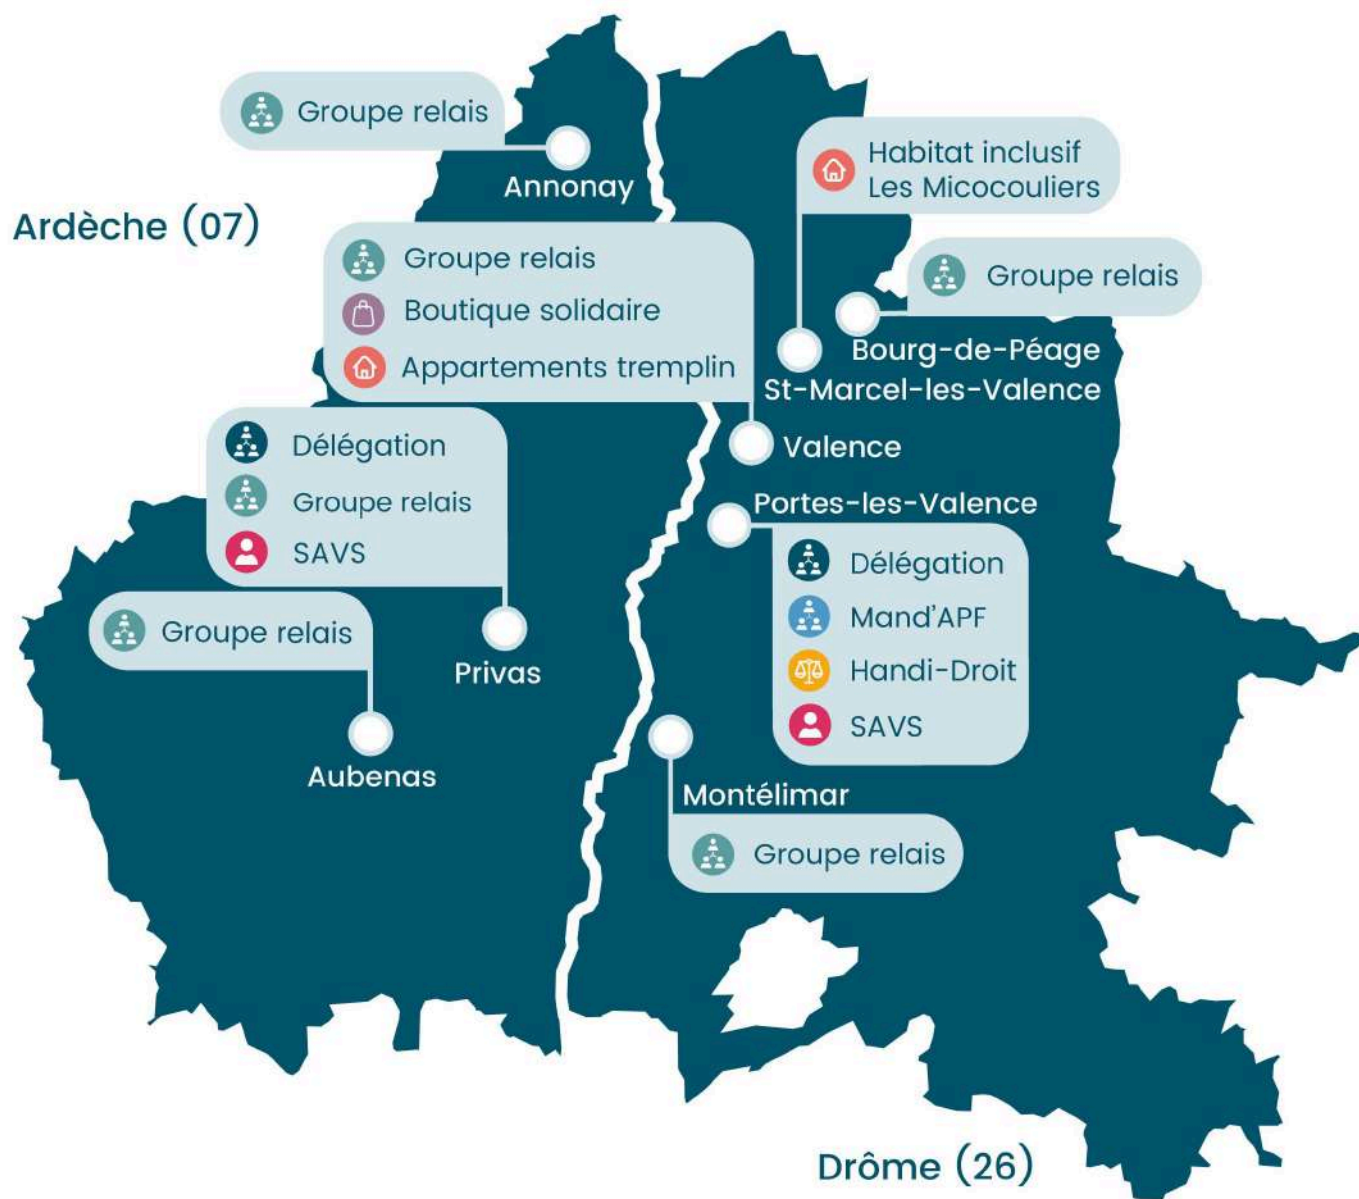 Groupe relais
Annonay
Ardèche (07)
Habitat inclusif
Les Micocouliers
Groupe relais
Bourg-de-Péage
St-Marcel-les-Valence
Groupe relais
Boutique solidaire
Appartements tremplin
Valence
Délégation
Groupe relais
SAVS
Privas
Portes-les-Valence
Délégation
Mand'APF
Handi-Droit
SAVS
Groupe relais
Aubenas
Montélimar
Groupe relais
Drôme (26)